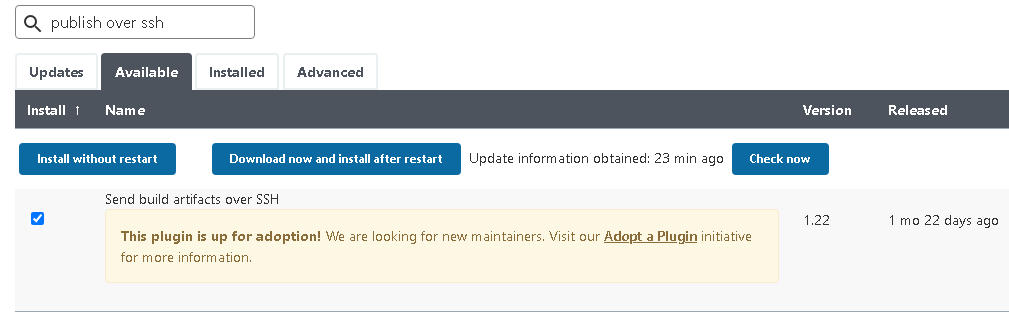 publish over ssh
Updates Available Installed Advanced
Install ↑ Name Version Released
Install without restart Download now and install after restart Update information obtained: 23 min ago Check now
Send build artifacts over SSH
This plugin is up for adoption! We are looking for new maintainers. Visit our Adopt a Plugin initiative
for more information.
1.22 1 mo 22 days ago